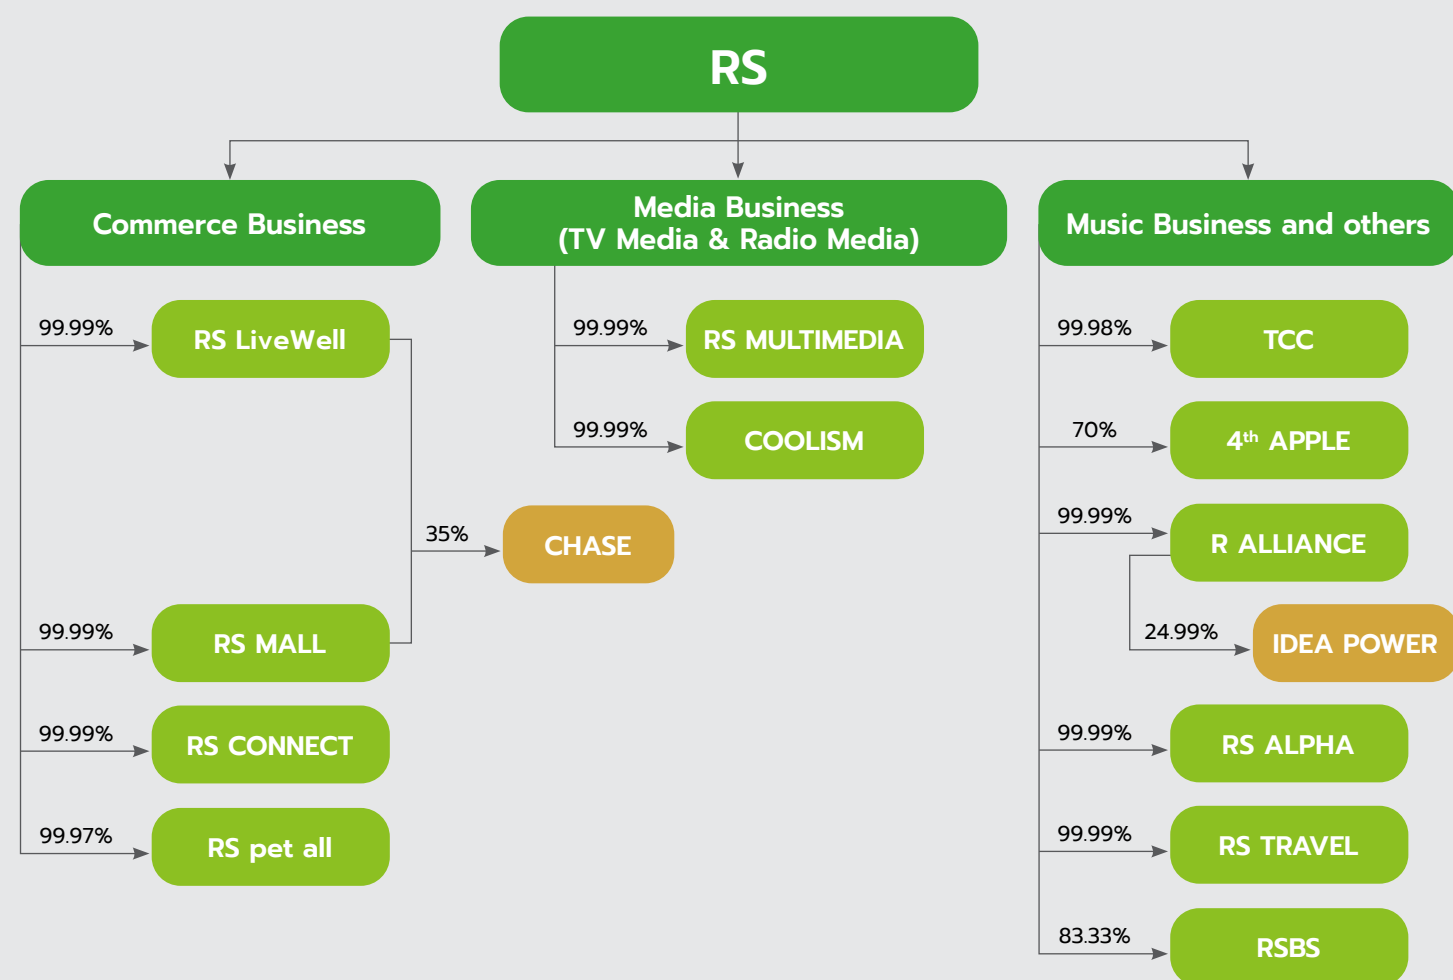 RS
Commerce Business
99.99%
RS LiveWell
35%
CHASE
99.99%
RS MALL
99.99%
RS CONNECT
99.97%
RS pet all
Media Business
(TV Media & Radio Media)
99.99%
RS MULTIMEDIA
99.99%
COOLISM
Music Business and others
99.98%
TCC
70%
4th APPLE
99.99%
R ALLIANCE
24.99%
IDEA POWER
99.99%
RS ALPHA
99.99%
RS TRAVEL
83.33%
RSBS